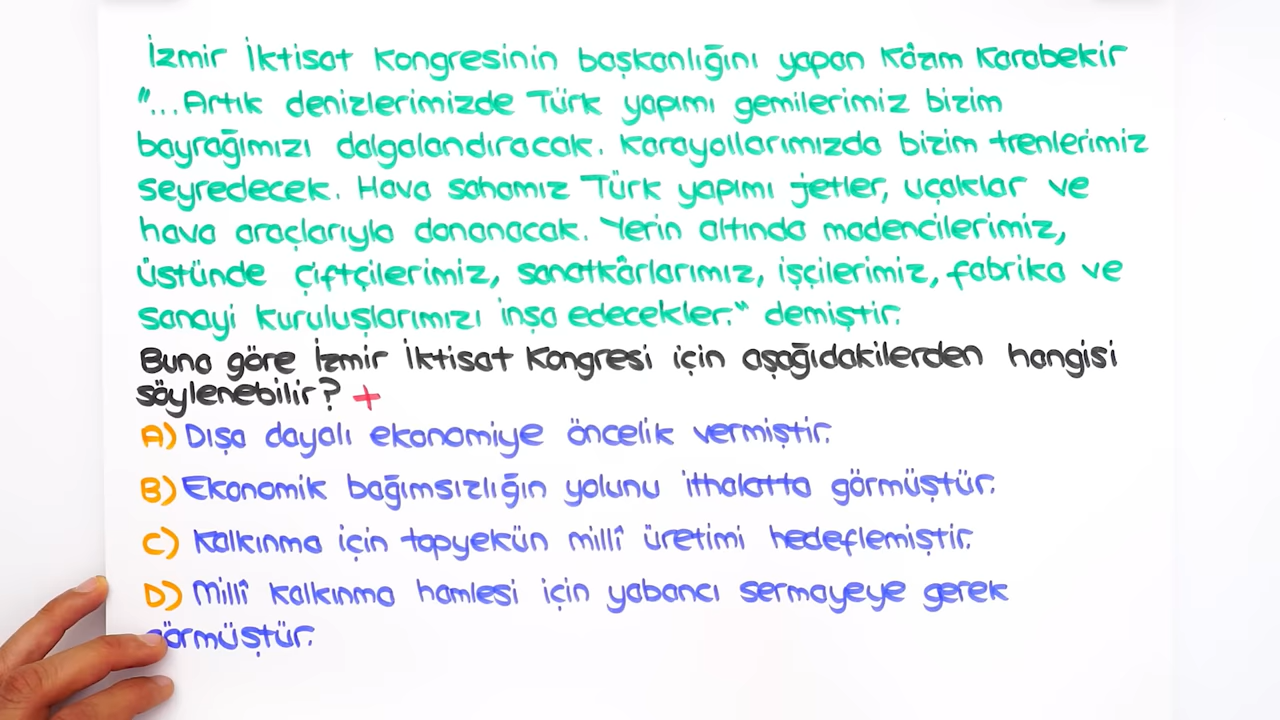 İzmir İktisat Kongresinin başkanlığını yapan Kâzım Karabekir
"...Artık denizlerimizde Türk yapımı gemilerimiz bizim
bayrağımızı dalgalandıracak. Karayollarımızda bizim trenlerimiz
seyredecek. Hava sahamız Türk yapımı jetler, uçaklar ve
hava araçlarıyla donanacak. Yerin altında madencilerimiz,
üstünde çiftçilerimiz, sanatkârlarımız, işçilerimiz, fabrika ve
sanayi kuruluşlarımızı inşa edecekler." demiştir.
Buna göre İzmir İktisat Kongresi için aşağıdakilerden hangisi
söylenebilir? +
A) Dışa dayalı ekonomiye öncelik vermiştir.
B) Ekonomik bağımsızlığın yolunu ithalatta görmüştür.
C) Kalkınma için topyekün millî üretimi hedeflemiştir.
D) Millî kalkınma hamlesi için yabancı sermayeye gerek
görmüştür.